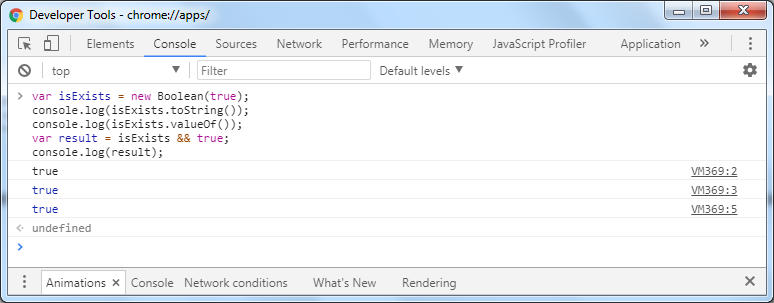 Developer Tools - chrome://apps/
Elements Console Sources Network Performance Memory JavaScript Profiler Application »
top Filter Default levels
> var isExists = new Boolean(true);
console.log(isExists.toString());
console.log(isExists.valueOf());
var result = isExists && true;
console.log(result);
true VM369:2
true VM369:3
true VM369:5
undefined
>
Animations × Console Network conditions What's New Rendering ×